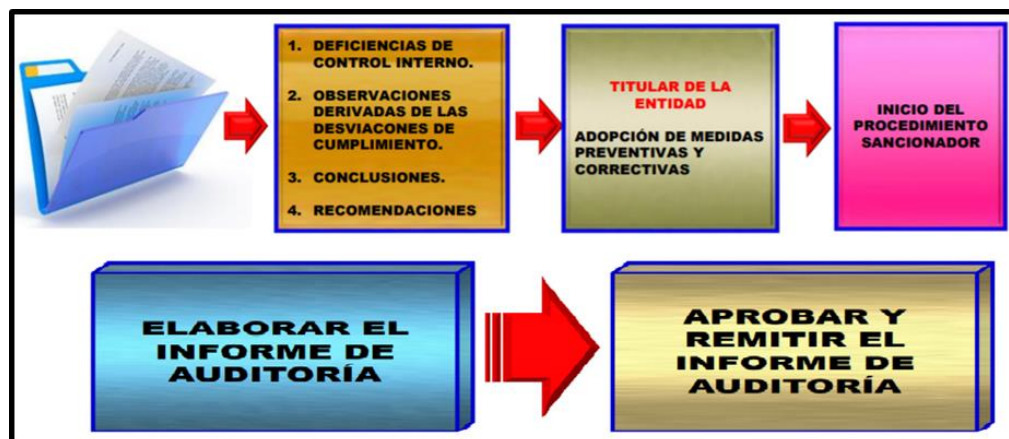 1. DEFICIENCIAS DE
CONTROL INTERNO.
2. OBSERVACIONES
DERIVADAS DE LAS
DESVIACONES DE
CUMPLIMIENTO.
3. CONCLUSIONES.
4. RECOMENDACIONES
TITULAR DE LA
ENTIDAD
ADOPCIÓN DE MEDIDAS
PREVENTIVAS Y
CORRECTIVAS
INICIO DEL
PROCEDIMIENTO
SANCIONADOR
ELABORAR EL
INFORME DE
AUDITORÍA
APROBAR Y
REMITIR EL
INFORME DE
AUDITORÍA